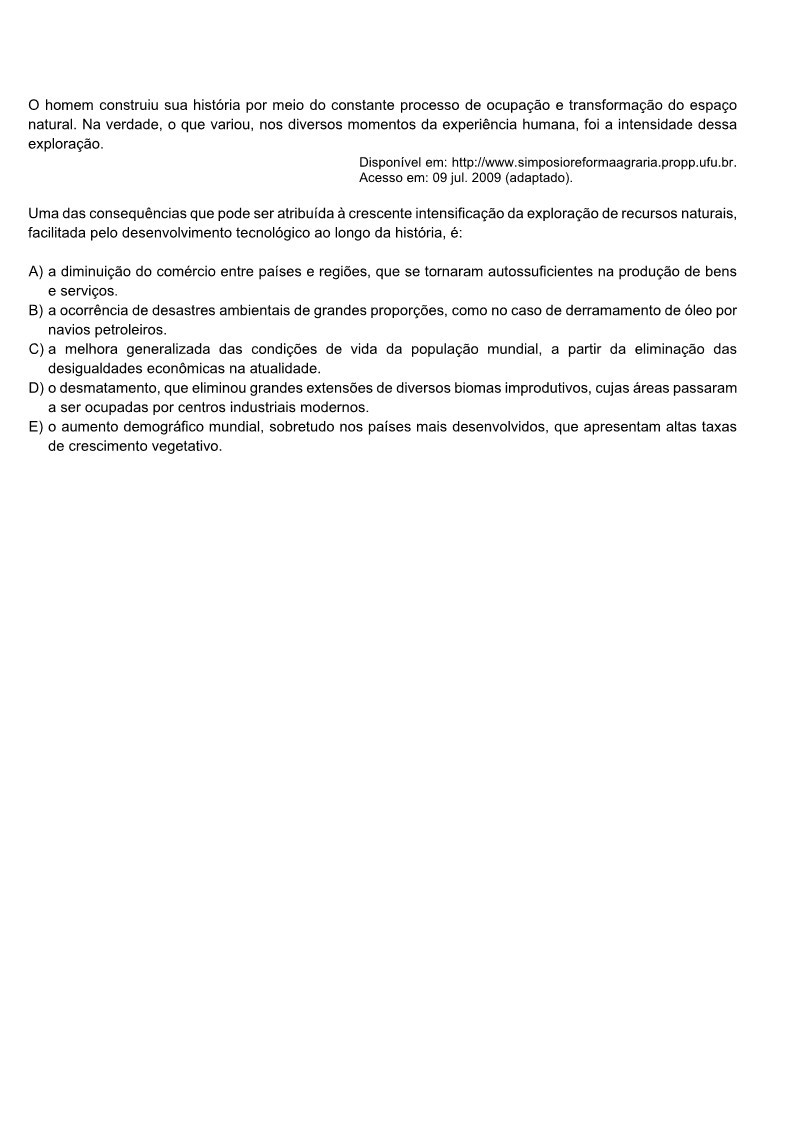 O homem construiu sua história por meio do constante processo de ocupação e transformação do espaço
natural. Na verdade, o que variou, nos diversos momentos da experiência humana, foi a intensidade dessa
exploração.
Disponível em: http://www.simposioreformaagraria.propp.ufu.br.
Acesso em: 09 jul. 2009 (adaptado).
Uma das consequências que pode ser atribuída à crescente intensificação da exploração de recursos naturais,
facilitada pelo desenvolvimento tecnológico ao longo da história, é:
A) a diminuição do comércio entre países e regiões, que se tornaram autossuficientes na produção de bens
e serviços.
B) a ocorrência de desastres ambientais de grandes proporções, como no caso de derramamento de óleo por
navios petroleiros.
C) a melhora generalizada das condições de vida da população mundial, a partir da eliminação das
desigualdades econômicas na atualidade.
D) o desmatamento, que eliminou grandes extensões de diversos biomas improdutivos, cujas áreas passaram
a ser ocupadas por centros industriais modernos.
E) o aumento demográfico mundial, sobretudo nos países mais desenvolvidos, que apresentam altas taxas
de crescimento vegetativo.